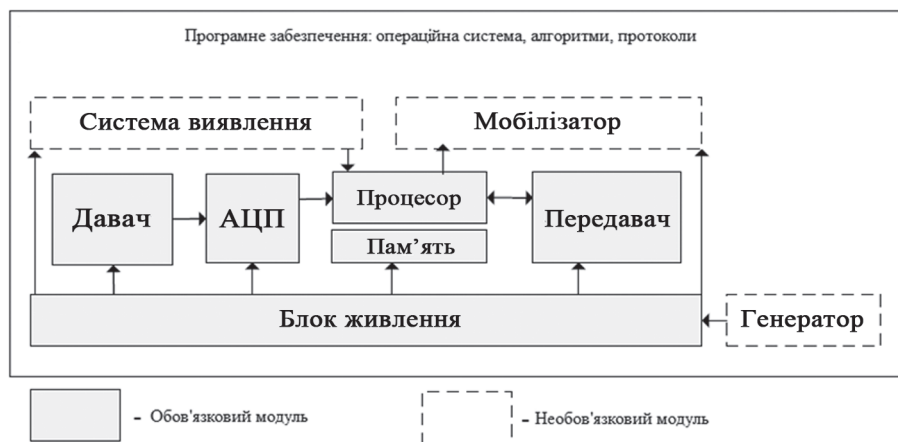 Програмне забезпечення: операційна система, алгоритми, протоколи
Система виявлення
Мобілізатор
Давач
АЦП
Процесор
Пам’ять
Передавач
Блок живлення
Генератор
- Обов'язковий модуль
- Необов'язковий модуль